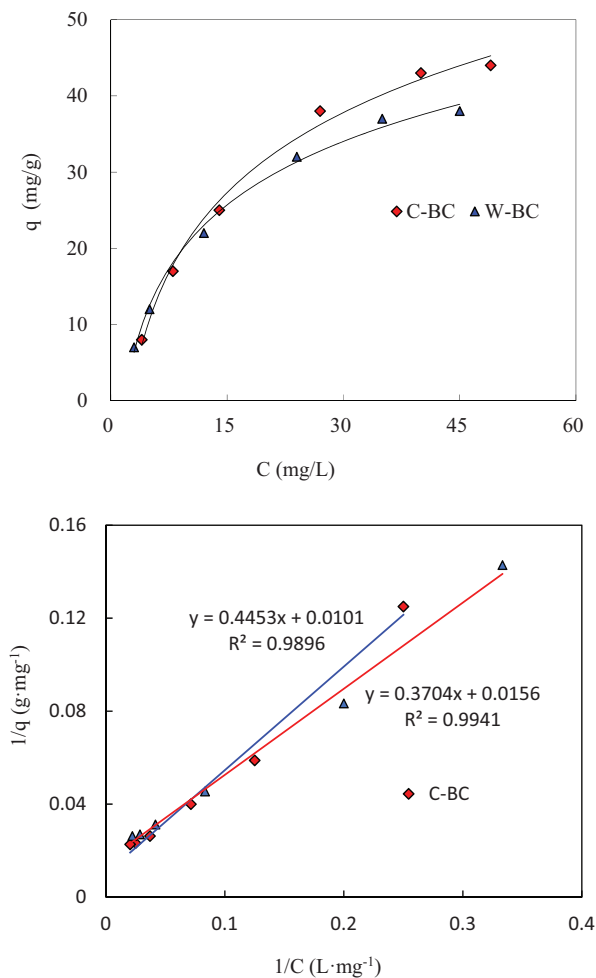 50
40
30
20
10
0
q (mg/g)
C-BC W-BC
0 15 30 45 60
C (mg/L)
0.16
0.12
0.08
0.04
0
1/q (g·mg⁻¹)
y = 0.4453x + 0.0101
R² = 0.9896
y = 0.3704x + 0.0156
R² = 0.9941
C-BC
0 0.1 0.2 0.3 0.4
1/C (L·mg⁻¹)